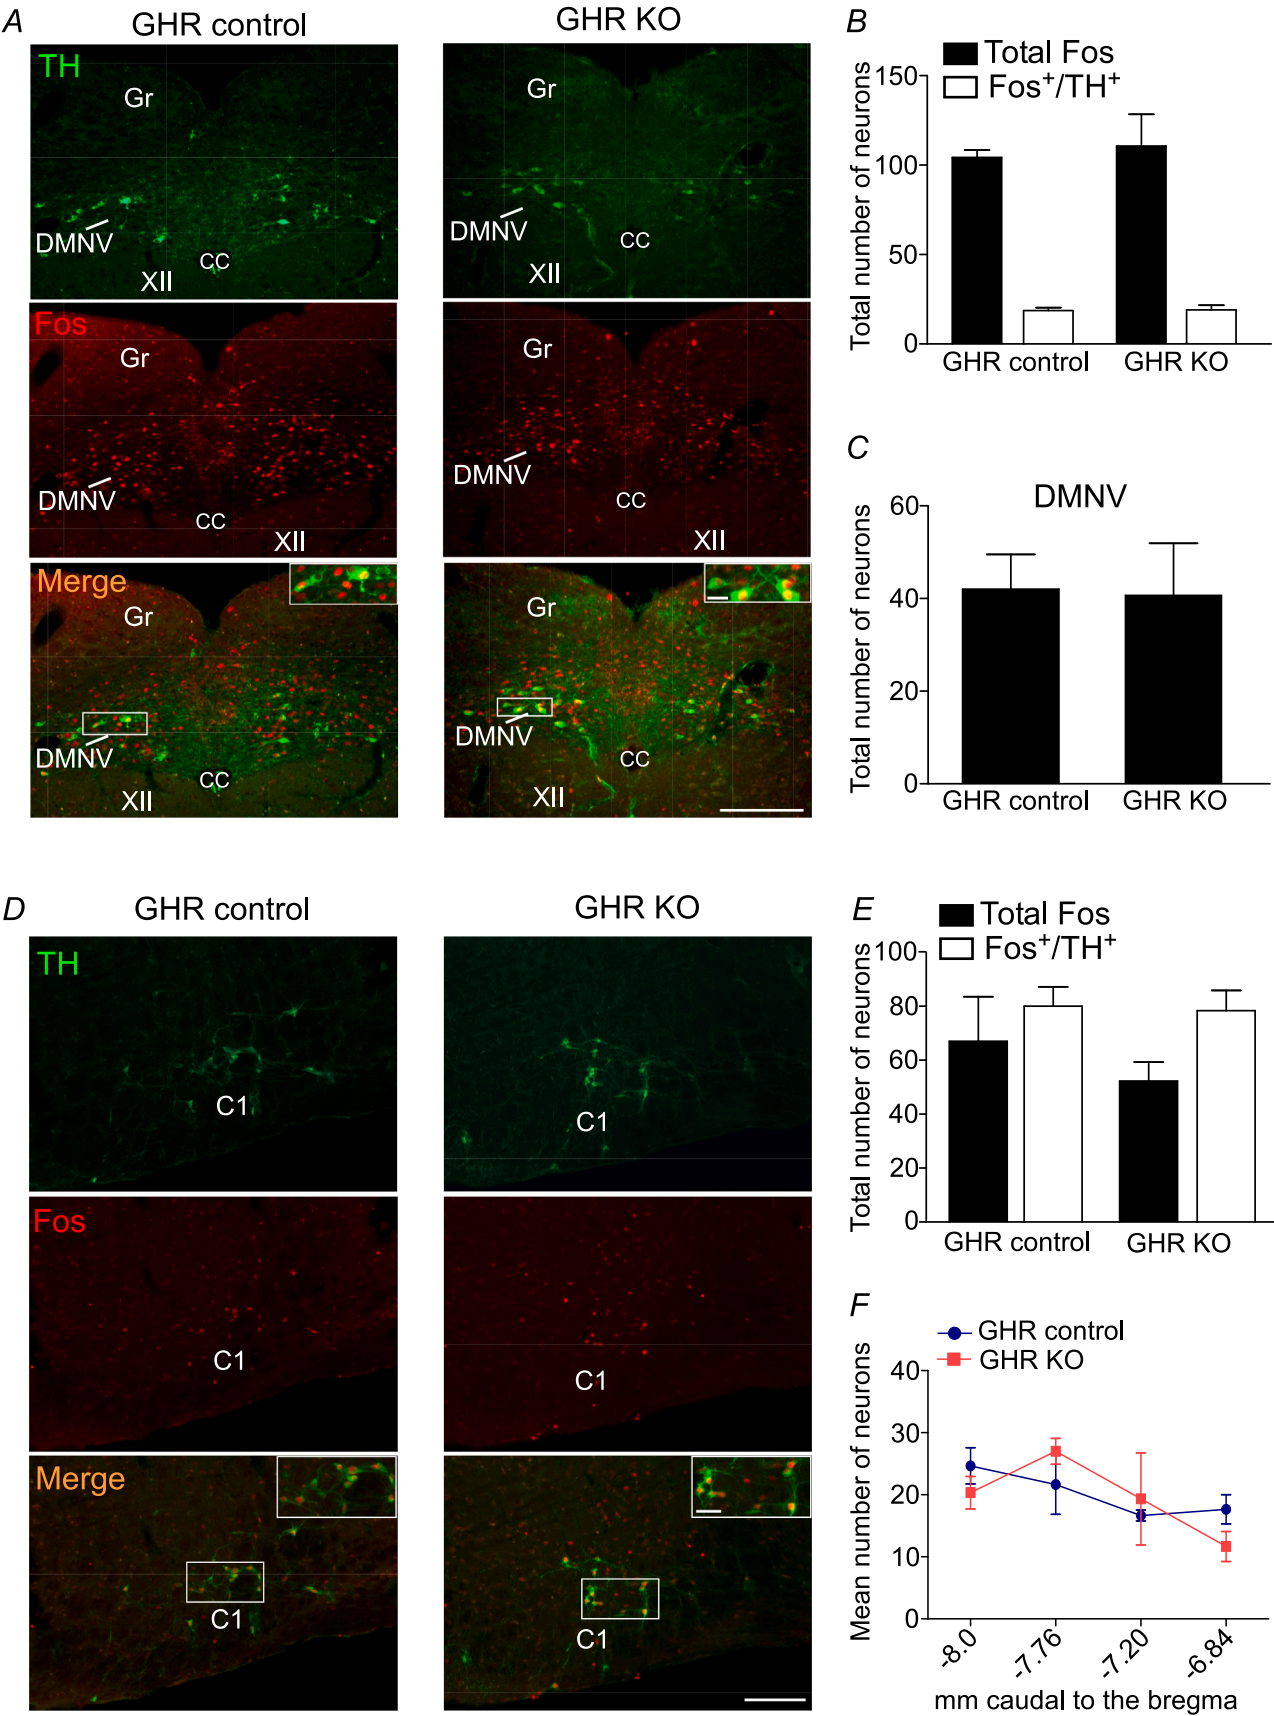 A
GHR control
GHR KO
TH
Gr
DMNV
CC
XII
Gr
DMNV
CC
XII
Fos
Gr
DMNV
CC
XII
Gr
DMNV
CC
XII
Merge
Gr
DMNV
CC
XII
Gr
DMNV
CC
XII
B
Total Fos
Fos+/TH+
Total number of neurons
150
100
50
0
GHR control
GHR KO
C
DMNV
Total number of neurons
60
40
20
0
GHR control
GHR KO
D
GHR control
GHR KO
TH
C1
C1
Fos
C1
C1
Merge
C1
C1
E
Total Fos
Fos+/TH+
Total number of neurons
100
80
60
40
20
0
GHR control
GHR KO
F
GHR control
GHR KO
Mean number of neurons
40
30
20
10
0
-8.0
-7.76
-7.20
-6.84
mm caudal to the bregma